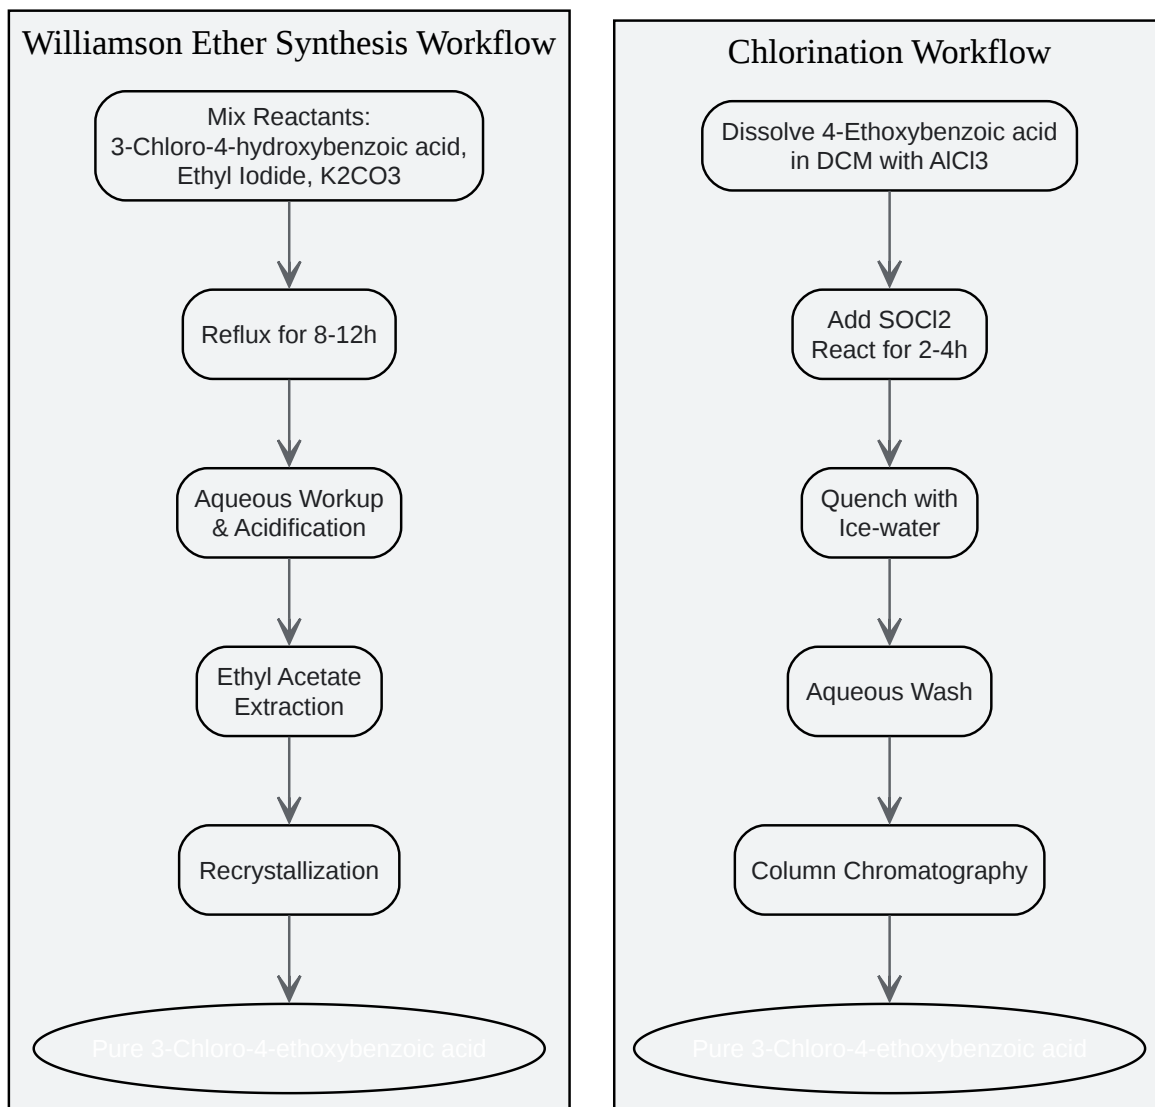 Williamson Ether Synthesis Workflow
Mix Reactants:
3-Chloro-4-hydroxybenzoic acid,
Ethyl Iodide, K2CO3
Reflux for 8-12h
Aqueous Workup
& Acidification
Ethyl Acetate
Extraction
Recrystallization
Pure 3-Chloro-4-ethoxybenzoic acid
Chlorination Workflow
Dissolve 4-Ethoxybenzoic acid
in DCM with AlCl3
Add SOCl2
React for 2-4h
Quench with
Ice-water
Aqueous Wash
Column Chromatography
Pure 3-Chloro-4-ethoxybenzoic acid